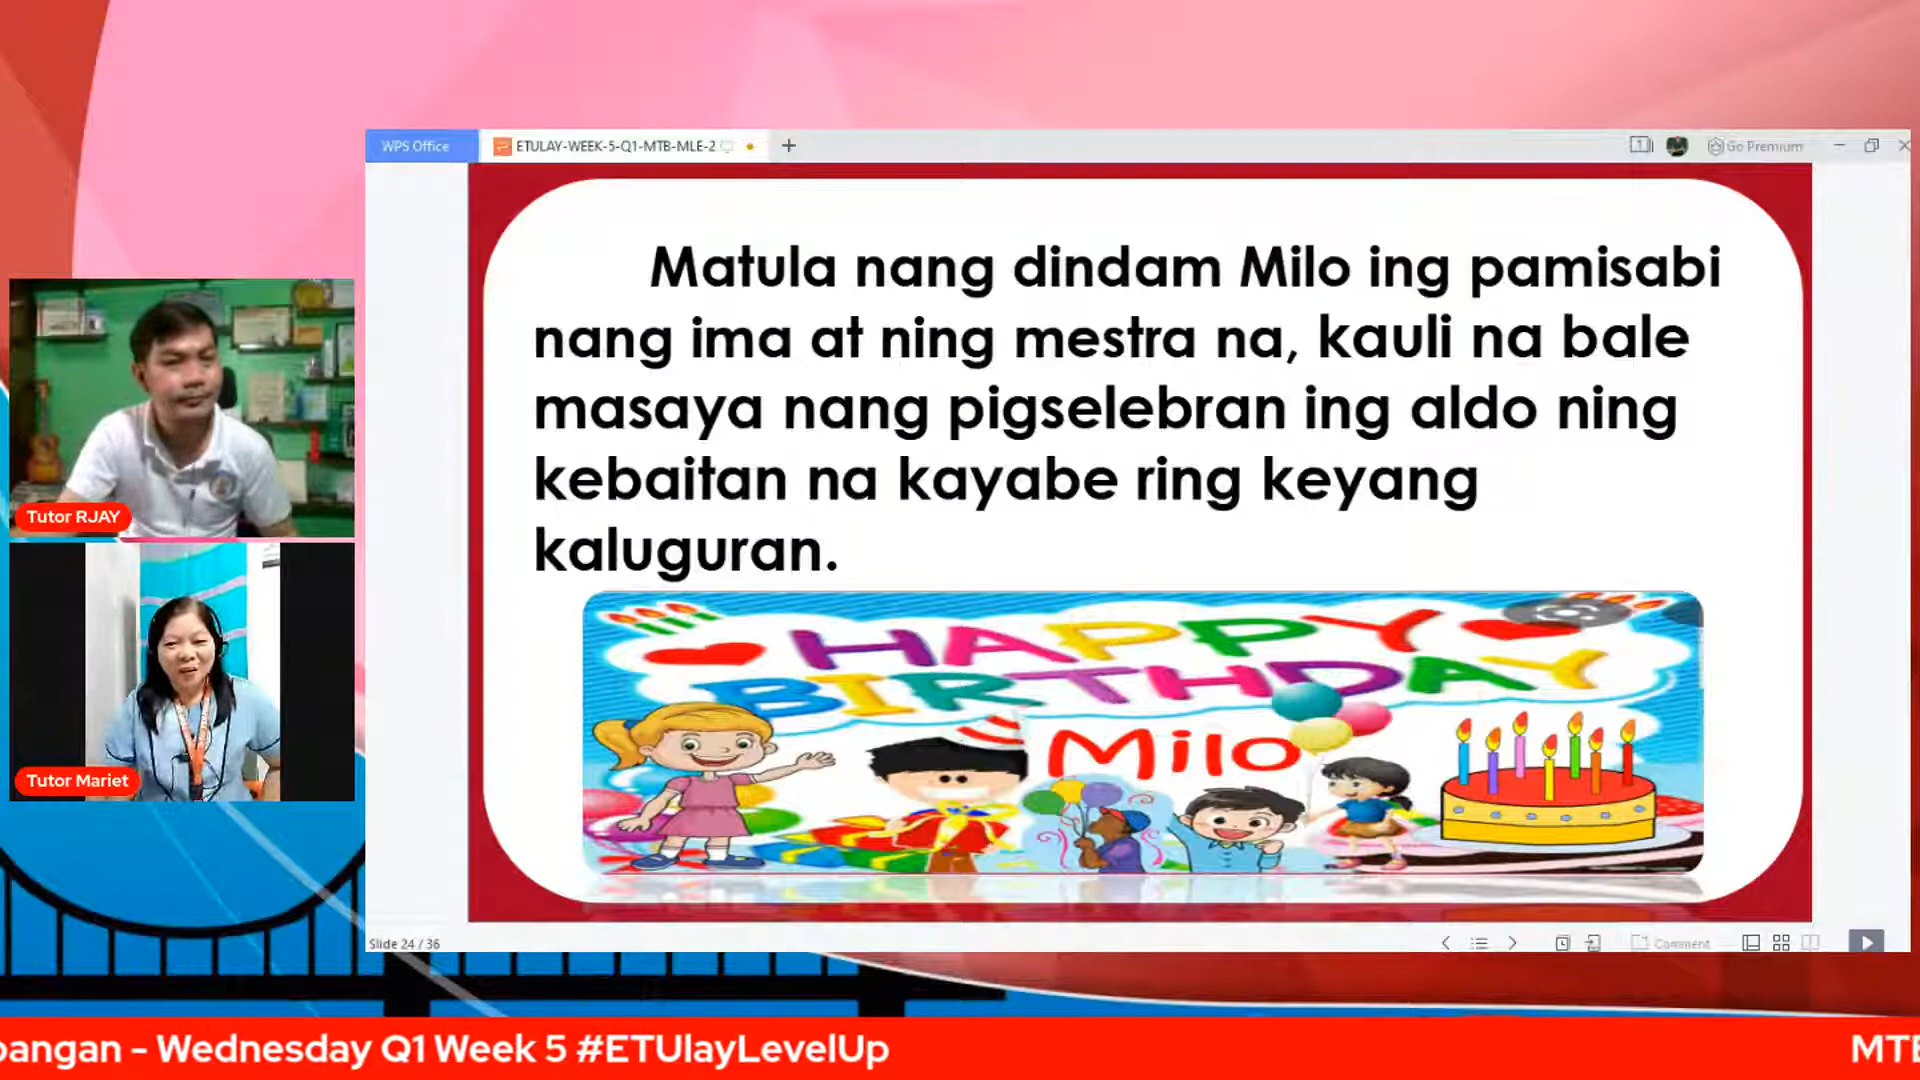 WPS Office
ETULAY-WEEK-5-Q1-MTB-MLE-2
Go Premium
Matula nang dindam Milo ing pamisabi
nang ima at ning mestra na, kauli na bale
masaya nang pigselebran ing aldo ning
kebaitan na kayabe ring keyang
kaluguran.
HAPPY
BIRTHDAY
Milo
Tutor RJAY
Tutor Mariet
Slide 24 / 36
Comment
pangan - Wednesday Q1 Week 5 #ETUlayLevelUp
MTB